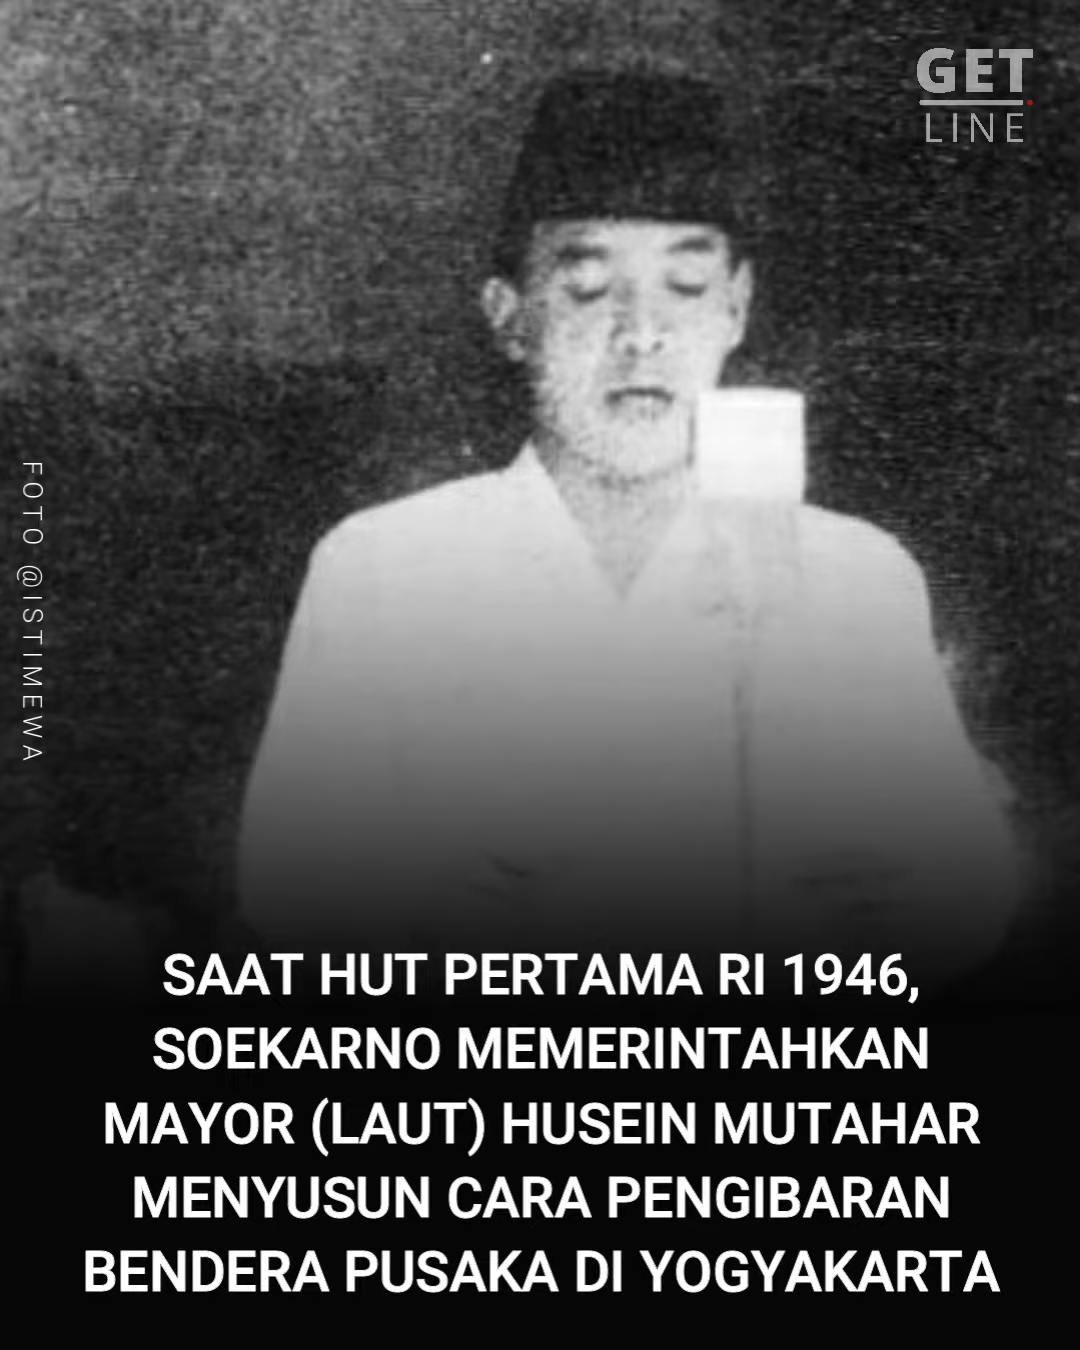 GET
LINE
FOTO @ISTIMEWA
SAAT HUT PERTAMA RI 1946,
SOEKARNO MEMERINTAHKAN
MAYOR (LAUT) HUSEIN MUTAHAR
MENYUSUN CARA PENGIBARAN
BENDERA PUSAKA DI YOGYAKARTA